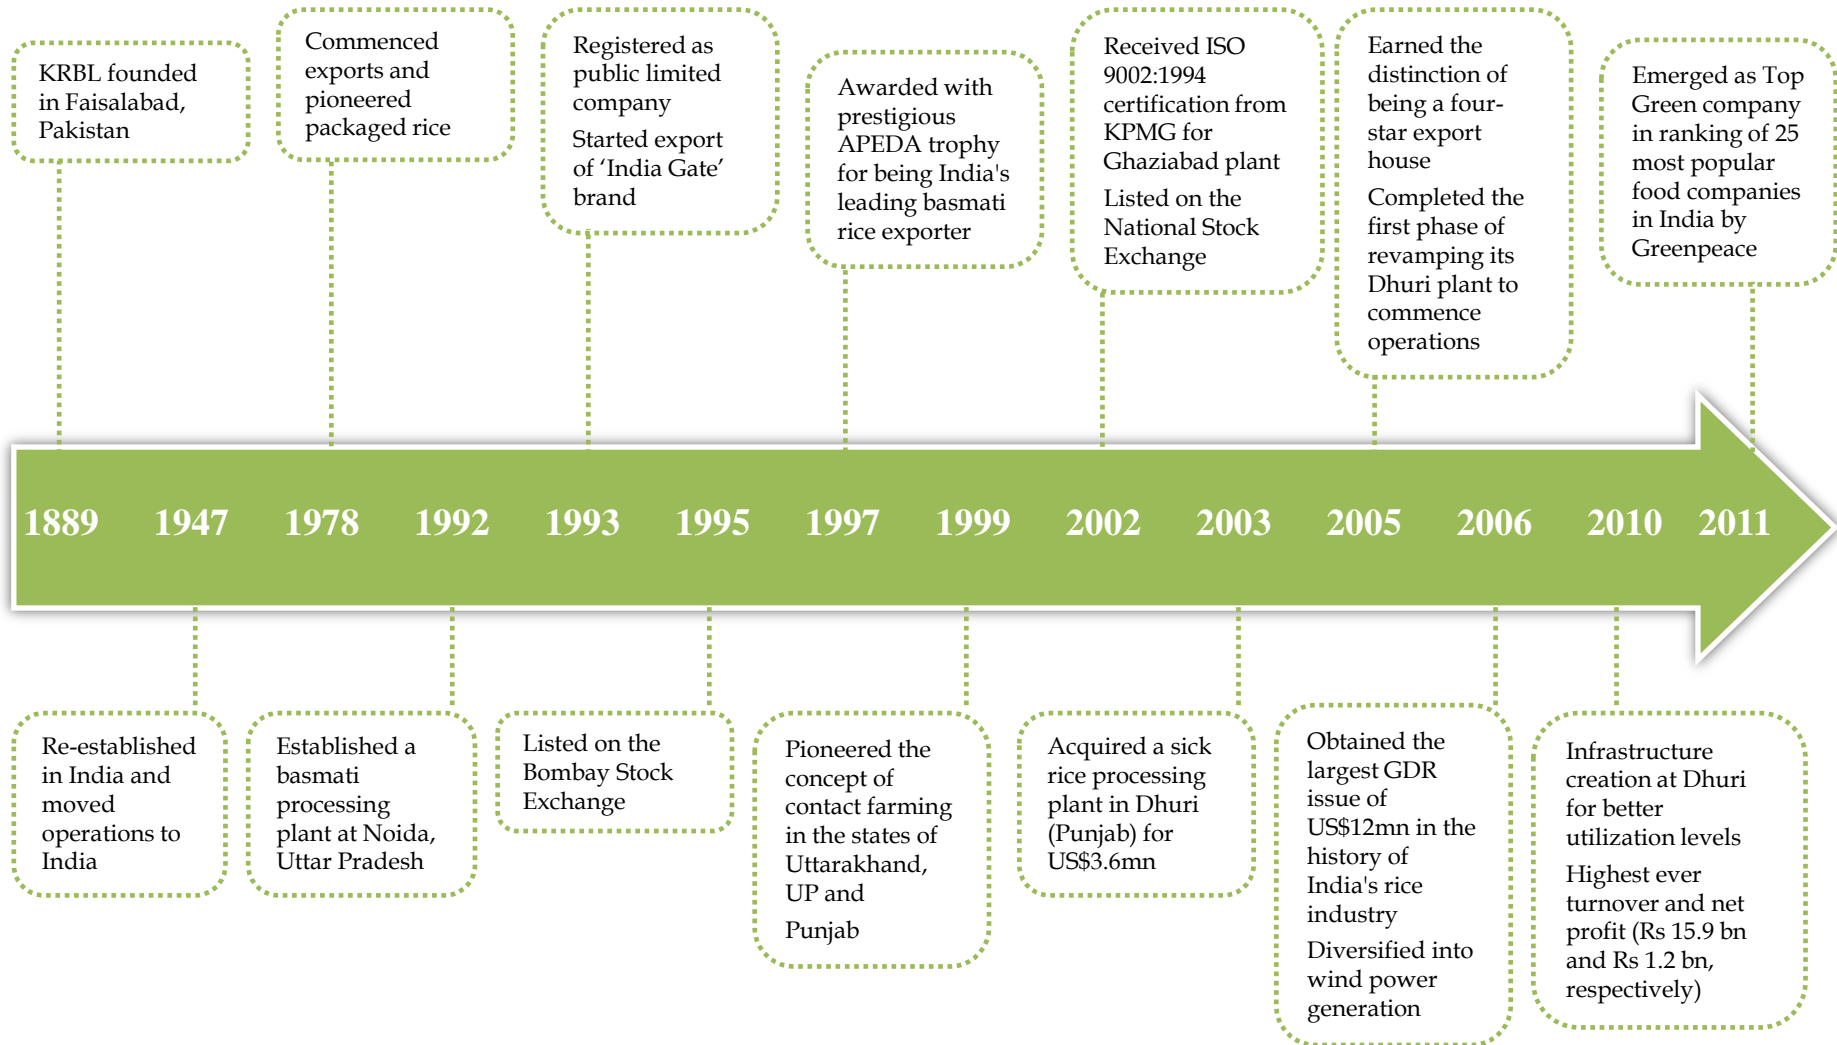 KRBL founded
in Faisalabad,
Pakistan
Commenced
exports and
pioneered
packaged rice
Registered as
public limited
company
Started export
of ‘India Gate’
brand
Awarded with
prestigious
APEDA trophy
for being India's
leading basmati
rice exporter
Received ISO
9002:1994
certification from
KPMG for
Ghaziabad plant
Listed on the
National Stock
Exchange
Earned the
distinction of
being a four-
star export
house
Completed the
first phase of
revamping its
Dhuri plant to
commence
operations
Emerged as Top
Green company
in ranking of 25
most popular
food companies
in India by
Greenpeace
1889 1947 1978 1992 1993 1995 1997 1999 2002 2003 2005 2006 2010 2011
Re-established
in India and
moved
operations to
India
Established a
basmati
processing
plant at Noida,
Uttar Pradesh
Listed on the
Bombay Stock
Exchange
Pioneered the
concept of
contact farming
in the states of
Uttarakhand,
UP and
Punjab
Acquired a sick
rice processing
plant in Dhuri
(Punjab) for
US$3.6mn
Obtained the
largest GDR
issue of
US$12mn in the
history of
India's rice
industry
Diversified into
wind power
generation
Infrastructure
creation at Dhuri
for better
utilization levels
Highest ever
turnover and net
profit (Rs 15.9 bn
and Rs 1.2 bn,
respectively)